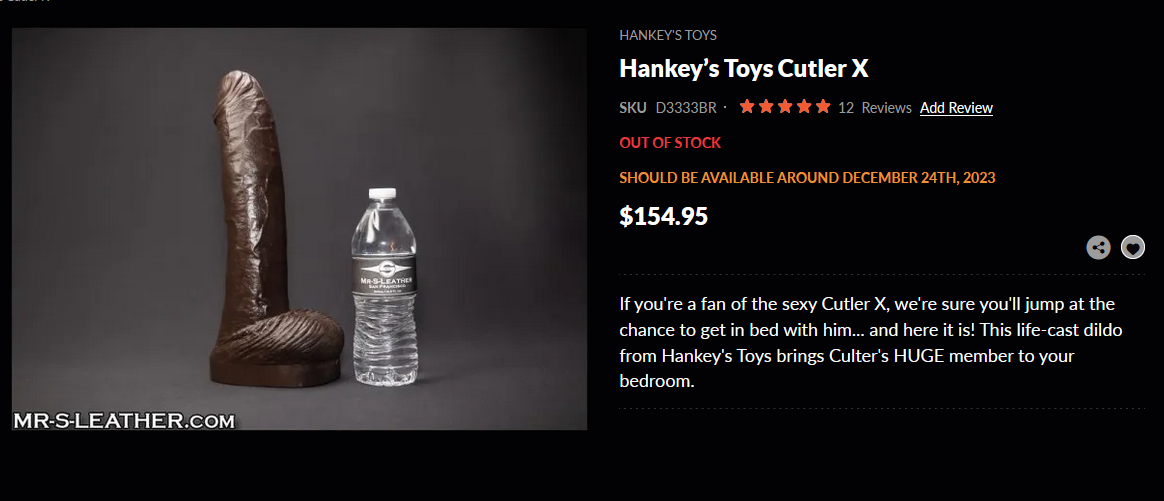 HANKEY'S TOYS
Hankey’s Toys Cutler X
SKU D3333BR · 12 Reviews Add Review
OUT OF STOCK
SHOULD BE AVAILABLE AROUND DECEMBER 24TH, 2023
$154.95
If you're a fan of the sexy Cutler X, we're sure you'll jump at the
chance to get in bed with him... and here it is! This life-cast dildo
from Hankey's Toys brings Culter's HUGE member to your
bedroom.
MR-S-LEATHER
SAN FRANCISCO
MR-S-LEATHER.COM